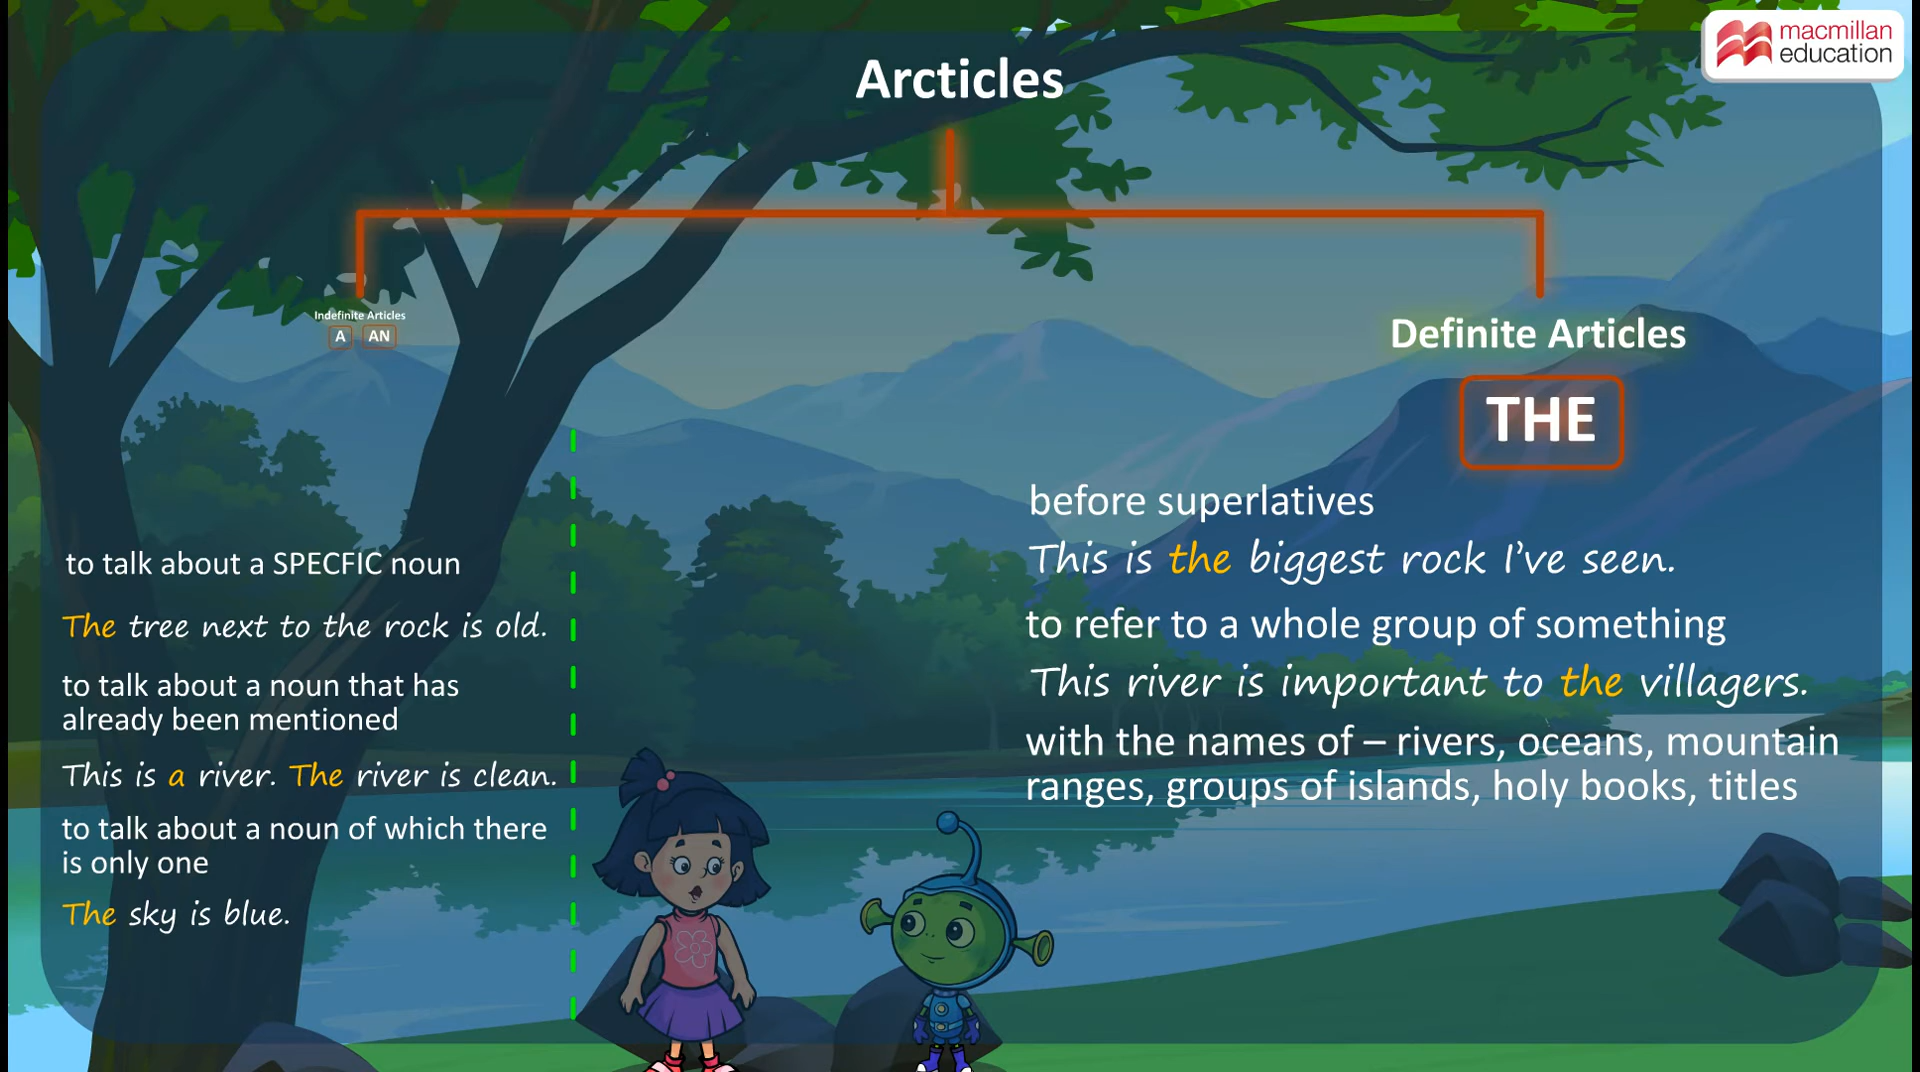 macmillan
education
Arcticles
Indefinite Articles
A AN
Definite Articles
THE
to talk about a SPECFIC noun
The tree next to the rock is old.
to talk about a noun that has
already been mentioned
This is a river. The river is clean.
to talk about a noun of which there
is only one
The sky is blue.
before superlatives
This is the biggest rock I've seen.
to refer to a whole group of something
This river is important to the villagers.
with the names of – rivers, oceans, mountain
ranges, groups of islands, holy books, titles